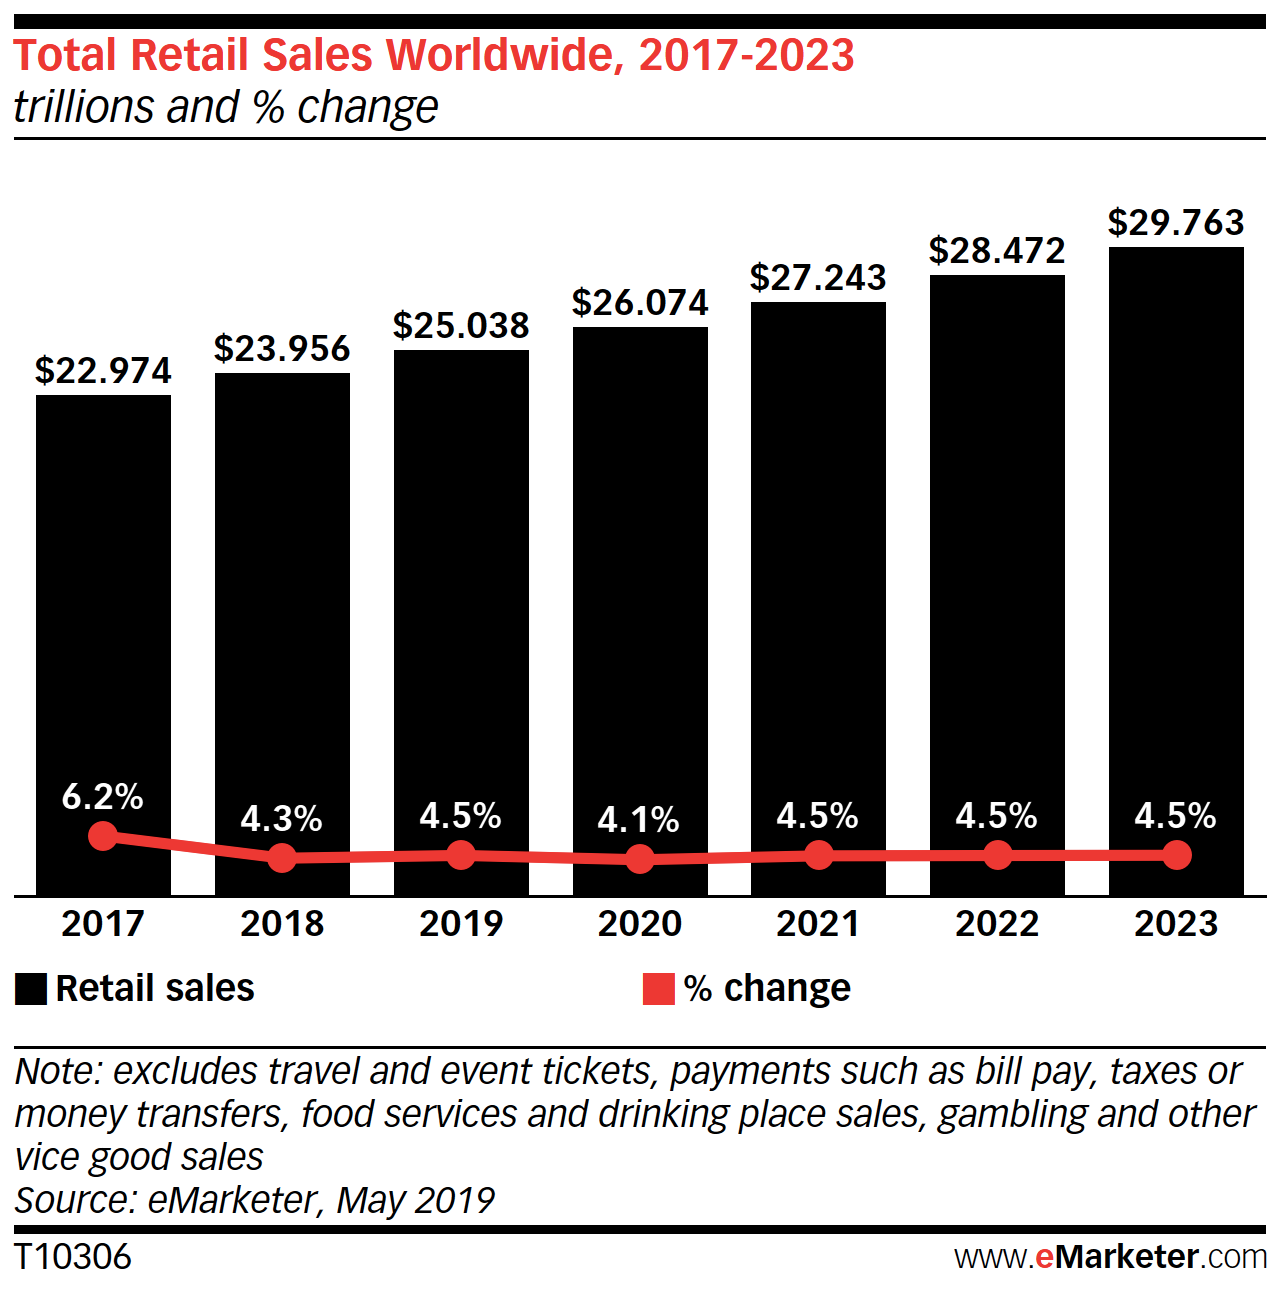 Total Retail Sales Worldwide, 2017-2023
trillions and % change
$22.974
$23.956
$25.038
$26.074
$27.243
$28.472
$29.763
6.2%
4.3%
4.5%
4.1%
4.5%
4.5%
4.5%
2017
2018
2019
2020
2021
2022
2023
Retail sales
% change
Note: excludes travel and event tickets, payments such as bill pay, taxes or
money transfers, food services and drinking place sales, gambling and other
vice good sales
Source: eMarketer, May 2019
T10306
www.eMarketer.com